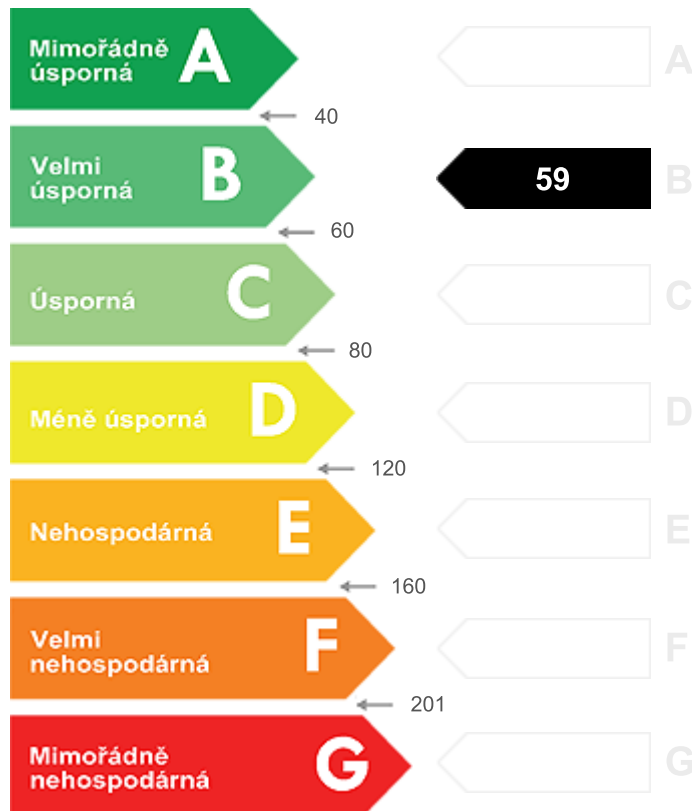 Mimořádně
úsporná
A
A
40
Velmi
úsporná
B
59
B
60
Úsporná
C
C
80
Méně úsporná
D
D
120
Nehospodárná
E
E
160
Velmi
nehospodárná
F
F
201
Mimořádně
nehospodárná
G
G